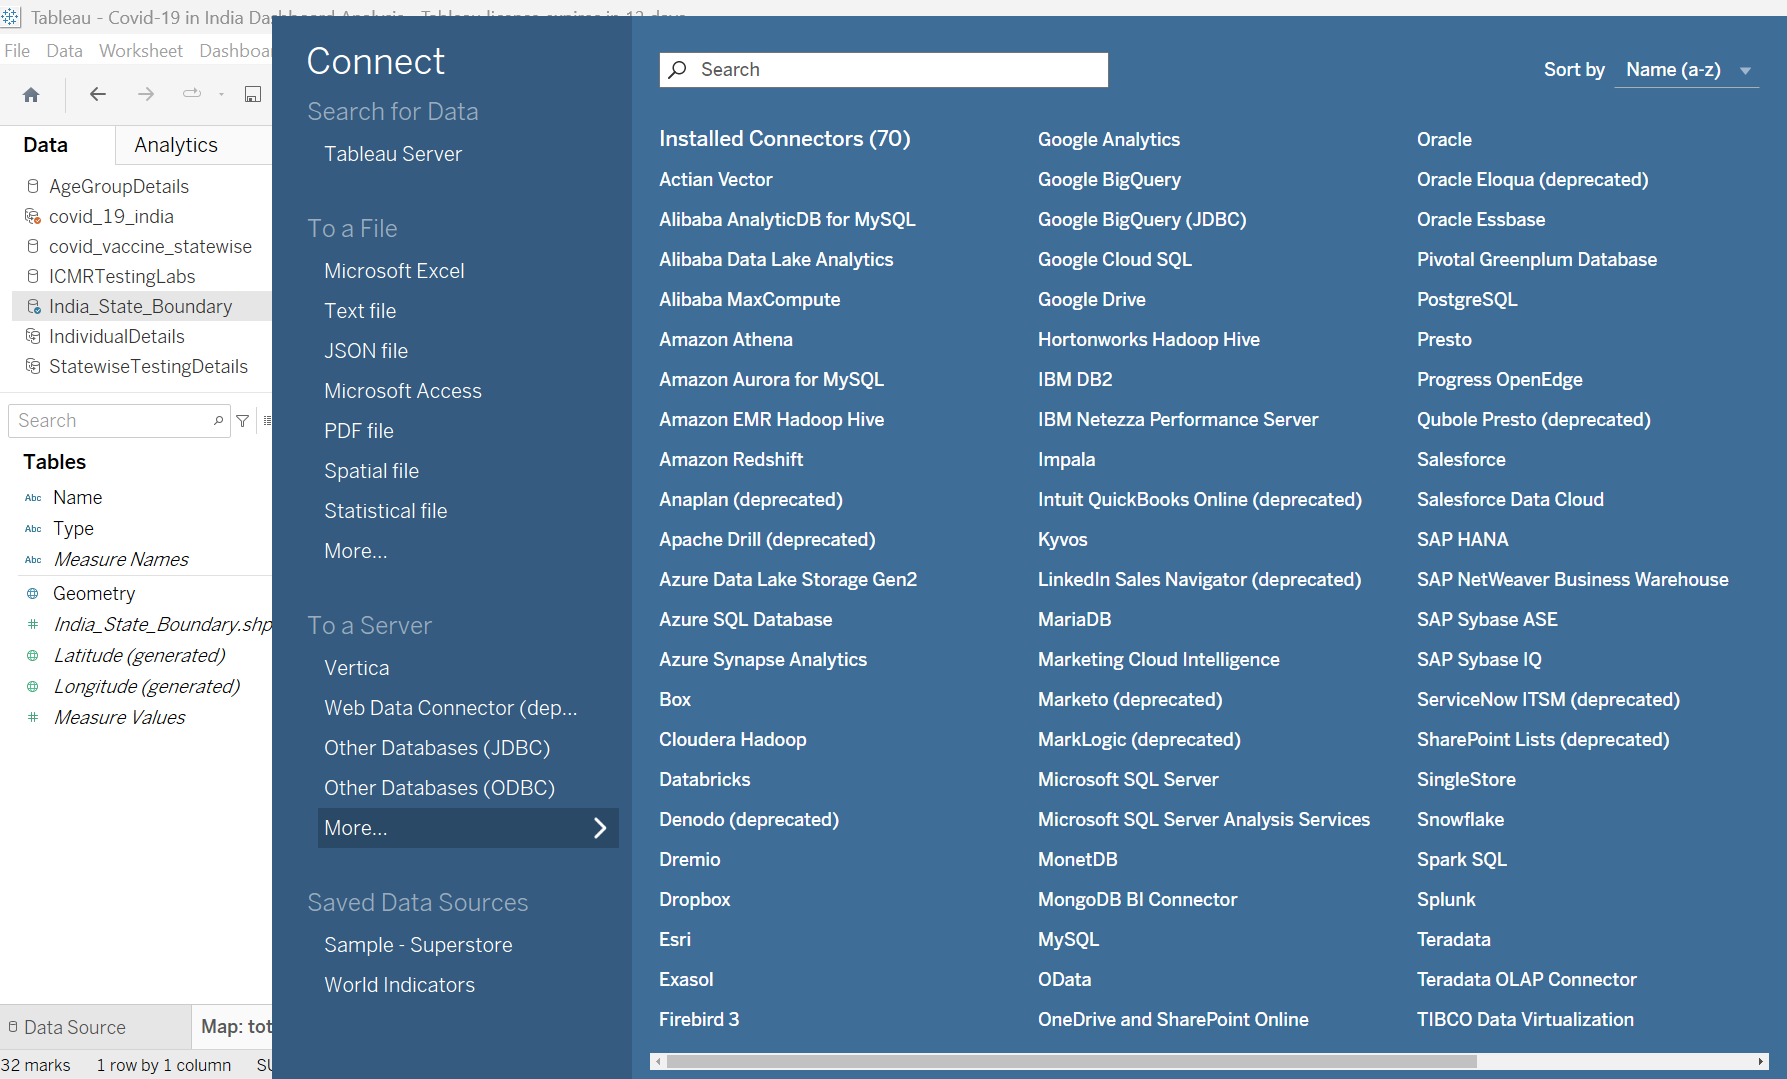 Tableau - Covid-19 in India Dashboard Analysis - Tableau license expires in 12 days
File Data Worksheet
Data
Analytics
AgeGroupDetails
covid_19_india
covid_vaccine_statewise
ICMRTestingLabs
India_State_Boundary
IndividualDetails
StatewiseTestingDetails
Search
Tables
Abc Name
Abc Type
Abc Measure Names
Geometry
# India_State_Boundary.shp
Latitude (generated)
Longitude (generated)
# Measure Values
Data Source
Map: tot
32 marks 1 row by 1 column SU
Connect
Search for Data
Tableau Server
To a File
Microsoft Excel
Text file
JSON file
Microsoft Access
PDF file
Spatial file
Statistical file
More...
To a Server
Vertica
Web Data Connector (dep...
Other Databases (JDBC)
Other Databases (ODBC)
More...
Saved Data Sources
Sample - Superstore
World Indicators
Search
Sort by Name (a-z)
Installed Connectors (70)
Actian Vector
Alibaba AnalyticDB for MySQL
Alibaba Data Lake Analytics
Alibaba MaxCompute
Amazon Athena
Amazon Aurora for MySQL
Amazon EMR Hadoop Hive
Amazon Redshift
Anaplan (deprecated)
Apache Drill (deprecated)
Azure Data Lake Storage Gen2
Azure SQL Database
Azure Synapse Analytics
Box
Cloudera Hadoop
Databricks
Denodo (deprecated)
Dremio
Dropbox
Esri
Exasol
Firebird 3
Google Analytics
Google BigQuery
Google BigQuery (JDBC)
Google Cloud SQL
Google Drive
Hortonworks Hadoop Hive
IBM DB2
IBM Netezza Performance Server
Impala
Intuit QuickBooks Online (deprecated)
Kyvos
LinkedIn Sales Navigator (deprecated)
MariaDB
Marketing Cloud Intelligence
Marketo (deprecated)
MarkLogic (deprecated)
Microsoft SQL Server
Microsoft SQL Server Analysis Services
MonetDB
MongoDB BI Connector
MySQL
OData
OneDrive and SharePoint Online
Oracle
Oracle Eloqua (deprecated)
Oracle Essbase
Pivotal Greenplum Database
PostgreSQL
Presto
Progress OpenEdge
Qubole Presto (deprecated)
Salesforce
Salesforce Data Cloud
SAP HANA
SAP NetWeaver Business Warehouse
SAP Sybase ASE
SAP Sybase IQ
ServiceNow ITSM (deprecated)
SharePoint Lists (deprecated)
SingleStore
Snowflake
Spark SQL
Splunk
Teradata
Teradata OLAP Connector
TIBCO Data Virtualization